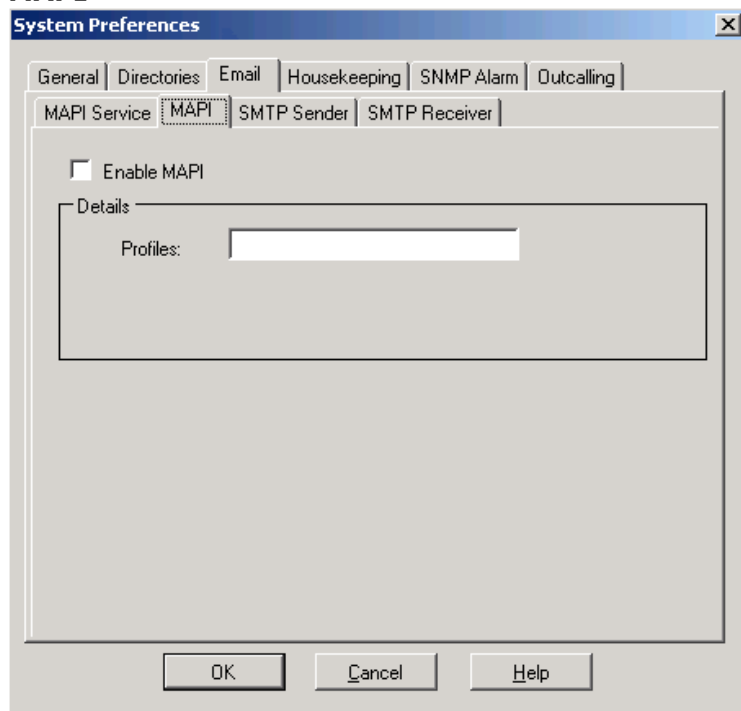 System Preferences
General Directories Email Housekeeping SNMP Alarm Outcalling
MAPI Service MAPI SMTP Sender SMTP Receiver
Enable MAPI
Details
Profiles:
OK Cancel Help